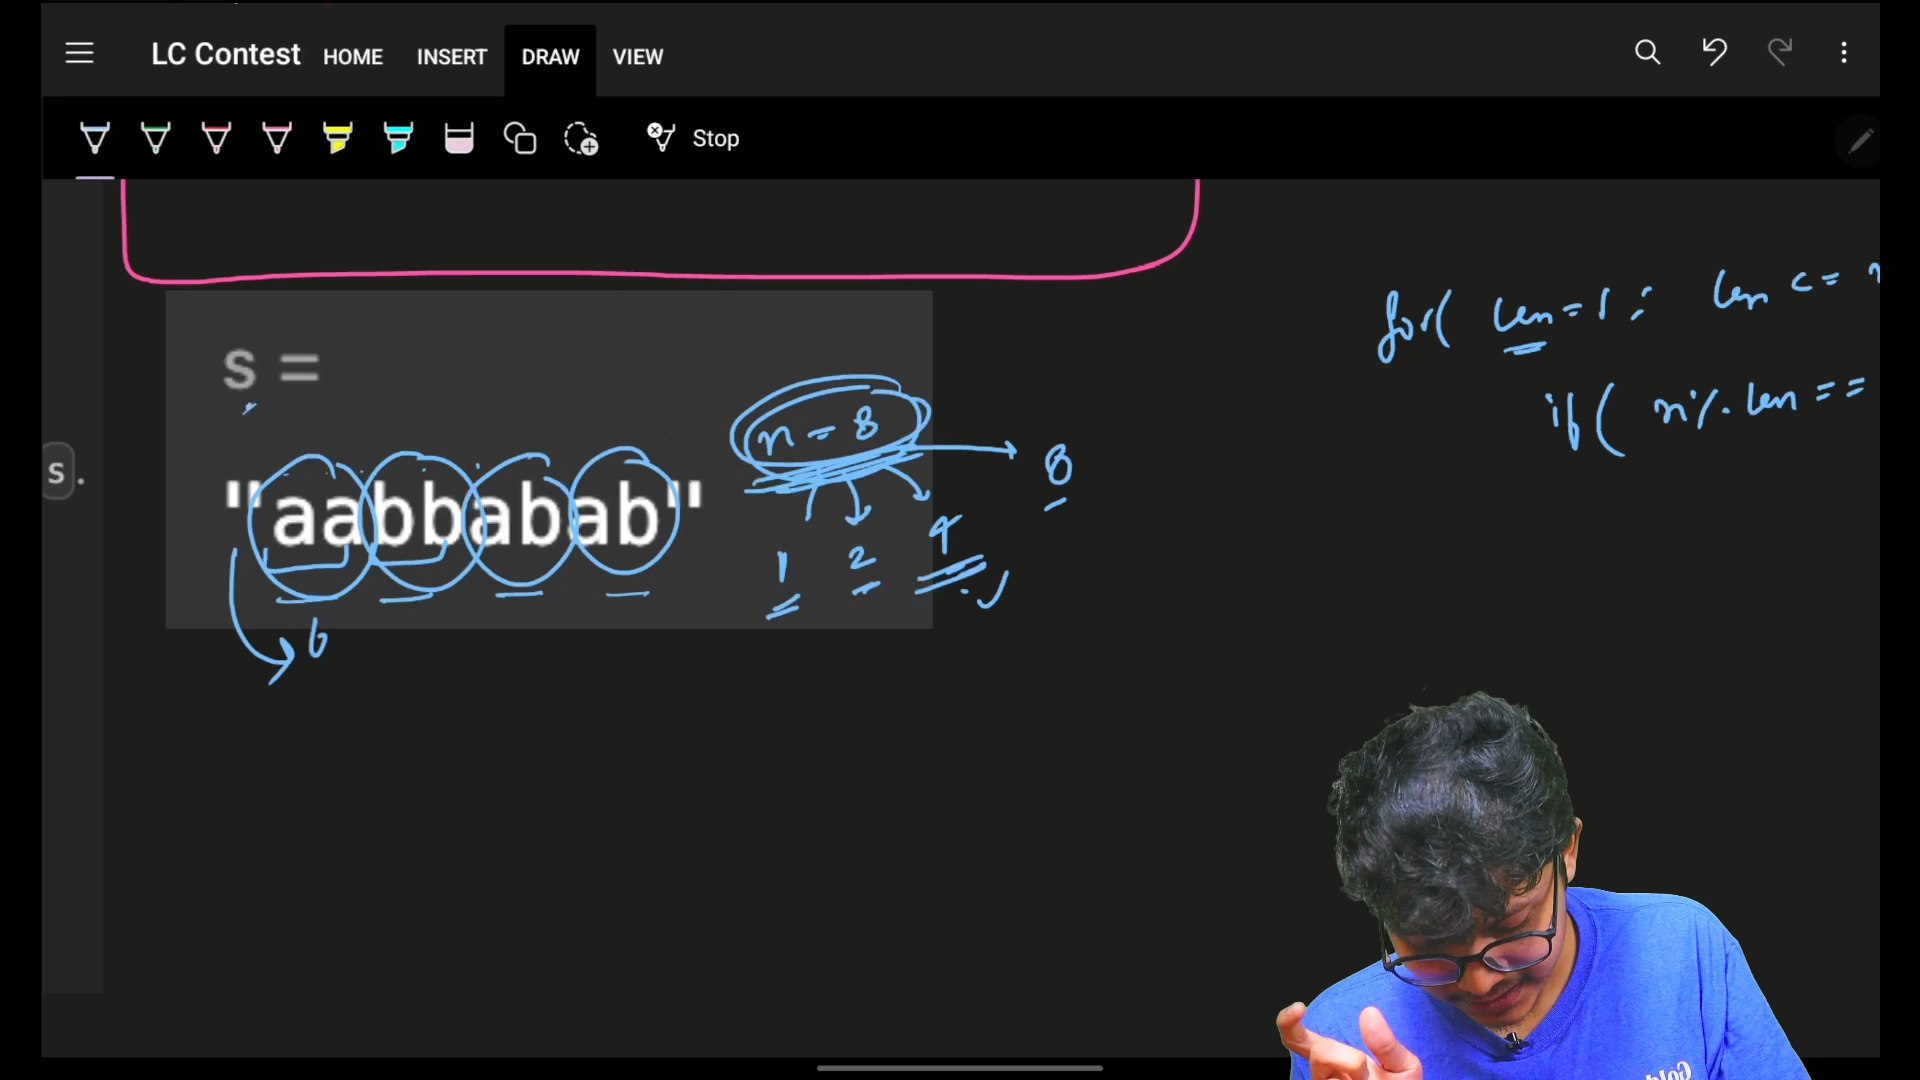 LC Contest HOME INSERT DRAW VIEW
Stop
for( len=1; len <=
if( n%len ==
s =
s.
n = 8
8
"aabbabab"
1 2 4
6